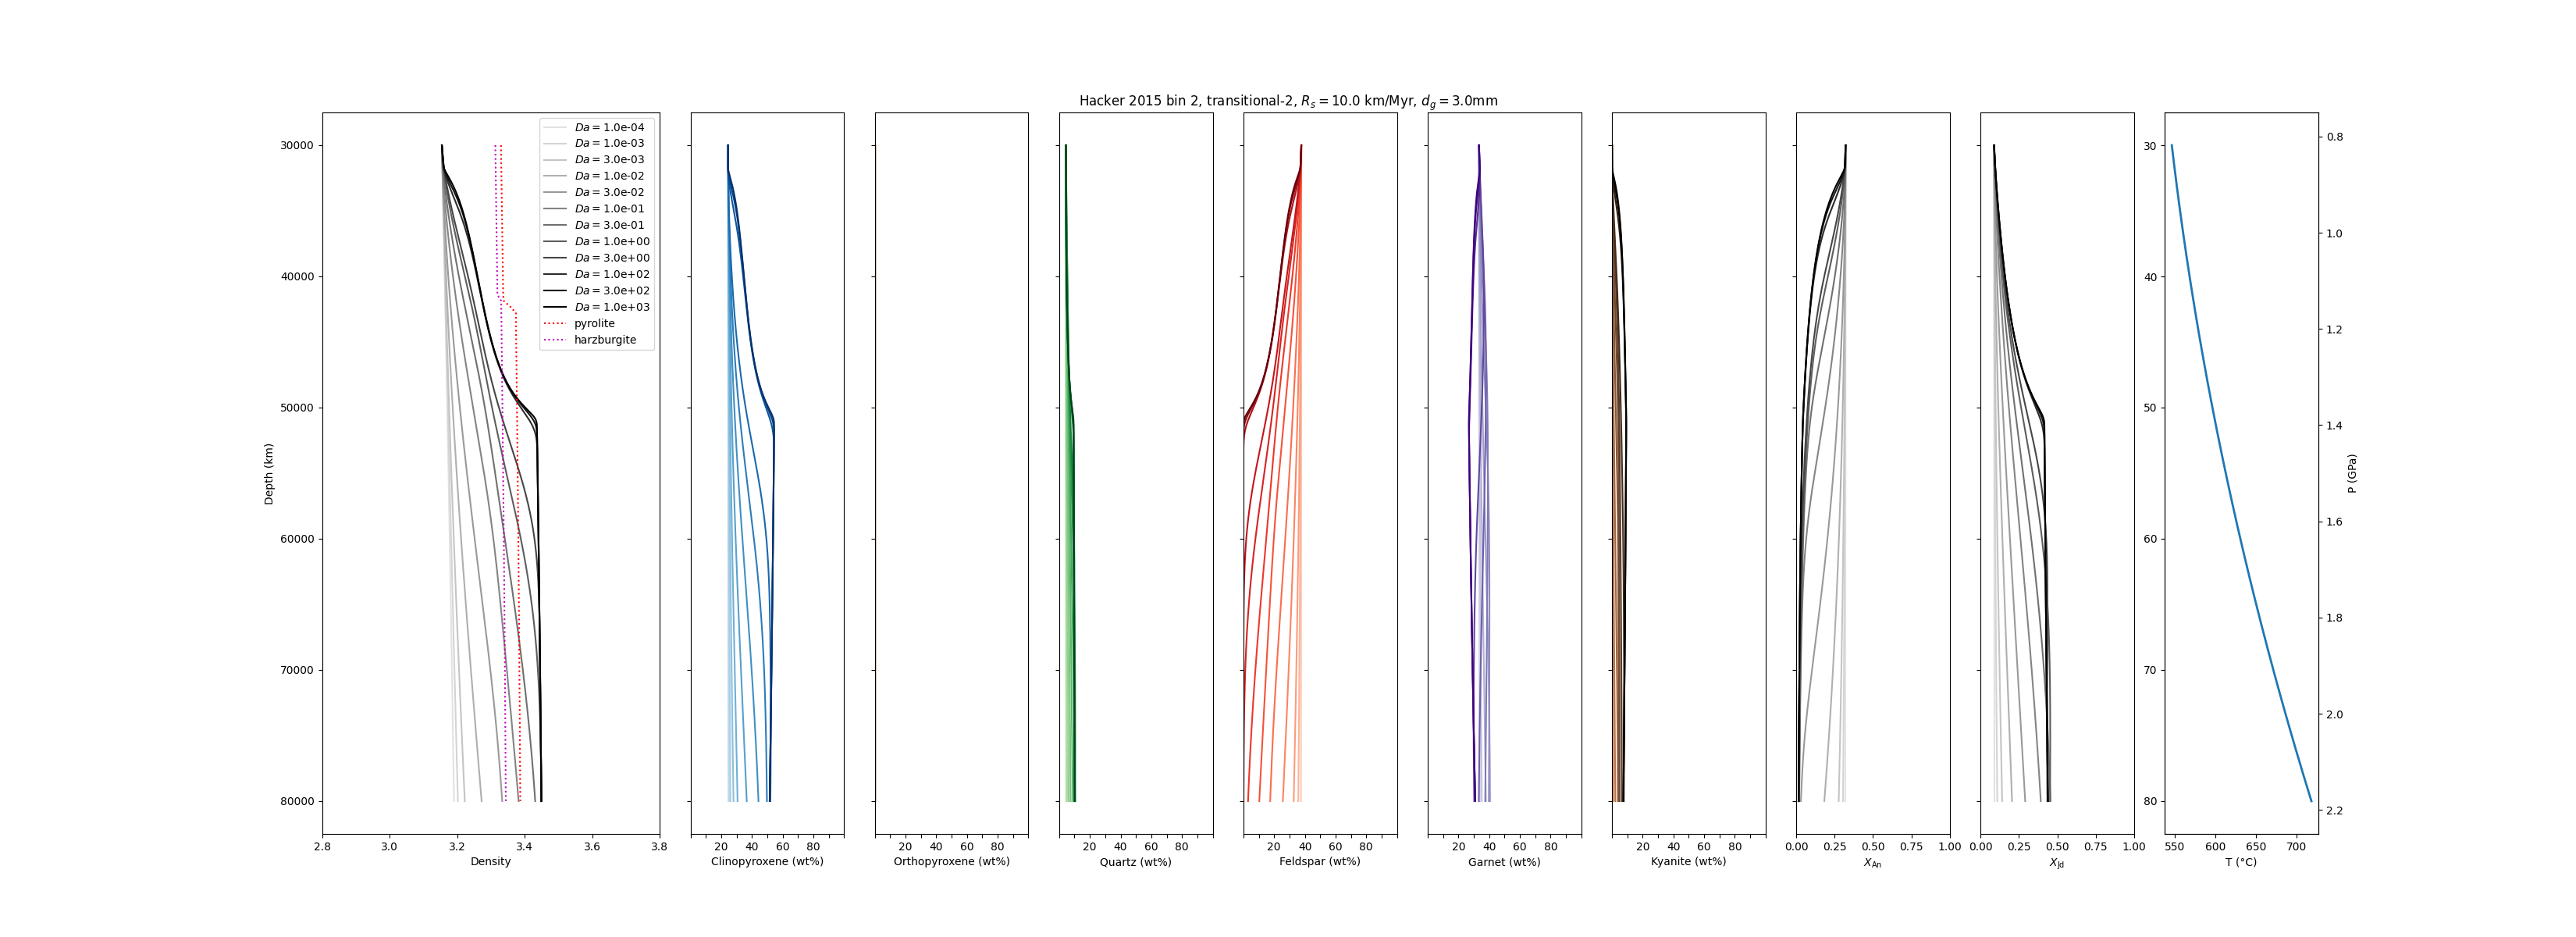 Hacker 2015 bin 2, transitional-2, R_s = 10.0 km/Myr, d_g = 3.0mm
Da = 1.0e-04
Da = 1.0e-03
Da = 3.0e-03
Da = 1.0e-02
Da = 3.0e-02
Da = 1.0e-01
Da = 3.0e-01
Da = 1.0e+00
Da = 3.0e+00
Da = 1.0e+02
Da = 3.0e+02
Da = 1.0e+03
pyrolite
harzburgite
Depth (km)
30000
40000
50000
60000
70000
80000
2.8 3.0 3.2 3.4 3.6 3.8
Density
20 40 60 80
Clinopyroxene (wt%)
20 40 60 80
Orthopyroxene (wt%)
20 40 60 80
Quartz (wt%)
20 40 60 80
Feldspar (wt%)
20 40 60 80
Garnet (wt%)
20 40 60 80
Kyanite (wt%)
0.00 0.25 0.50 0.75 1.00
X_An
0.00 0.25 0.50 0.75 1.00
X_Jd
30
40
50
60
70
80
550 600 650 700
T (°C)
0.8
1.0
1.2
1.4
1.6
1.8
2.0
2.2
P (GPa)